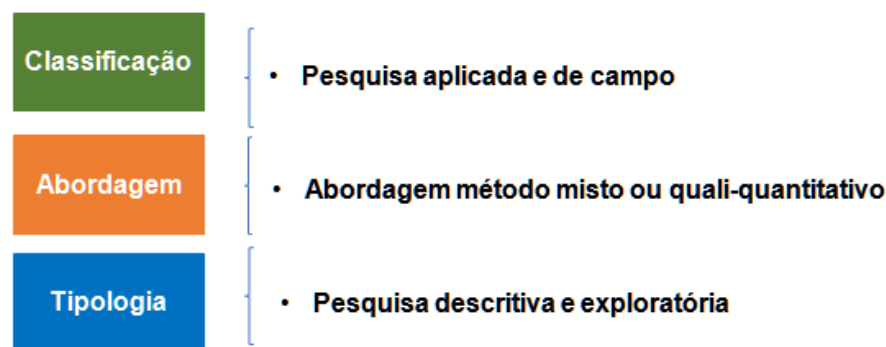 Classificação
• Pesquisa aplicada e de campo
Abordagem
• Abordagem método misto ou quali-quantitativo
Tipologia
• Pesquisa descritiva e exploratória